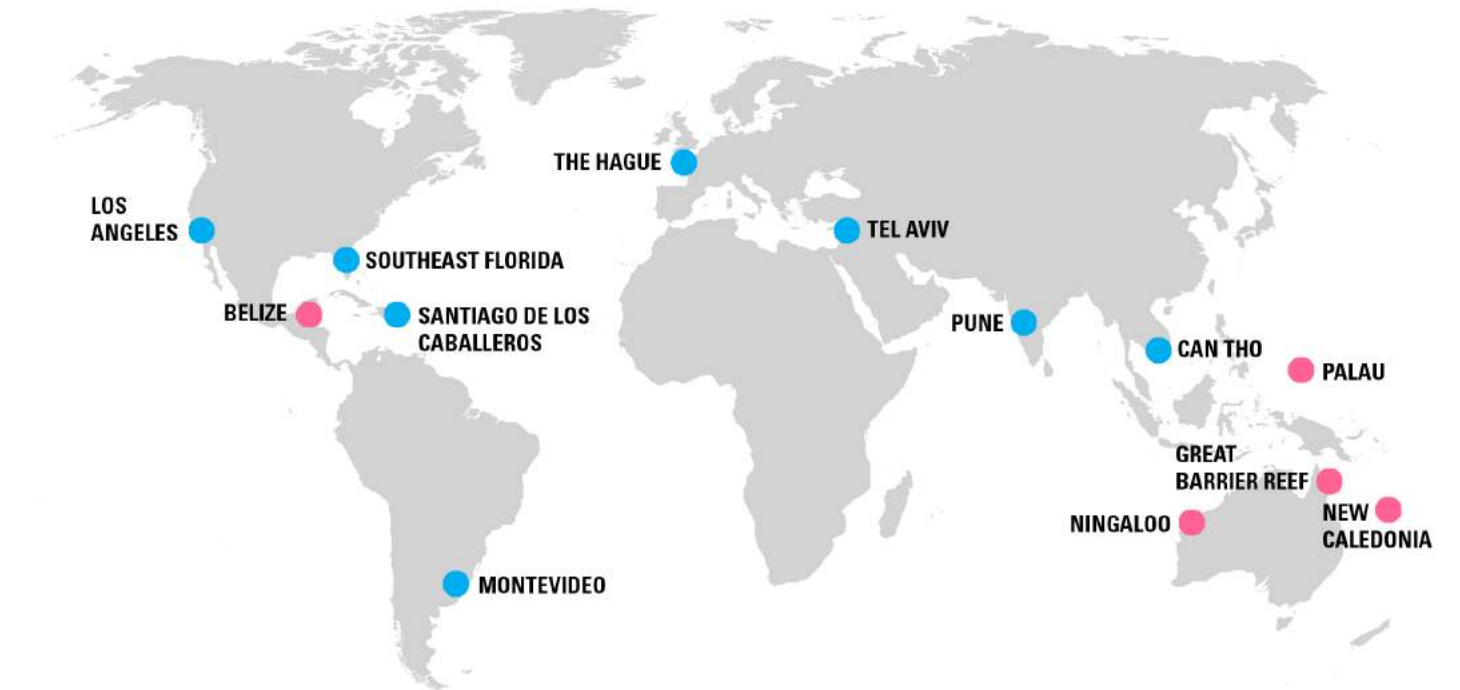 THE HAGUE
LOS
ANGELES
TEL AVIV
SOUTHEAST FLORIDA
BELIZE
SANTIAGO DE LOS
CABALLEROS
PUNE
CAN THO
PALAU
GREAT
BARRIER REEF
NINGALOO
NEW
CALEDONIA
MONTEVIDEO